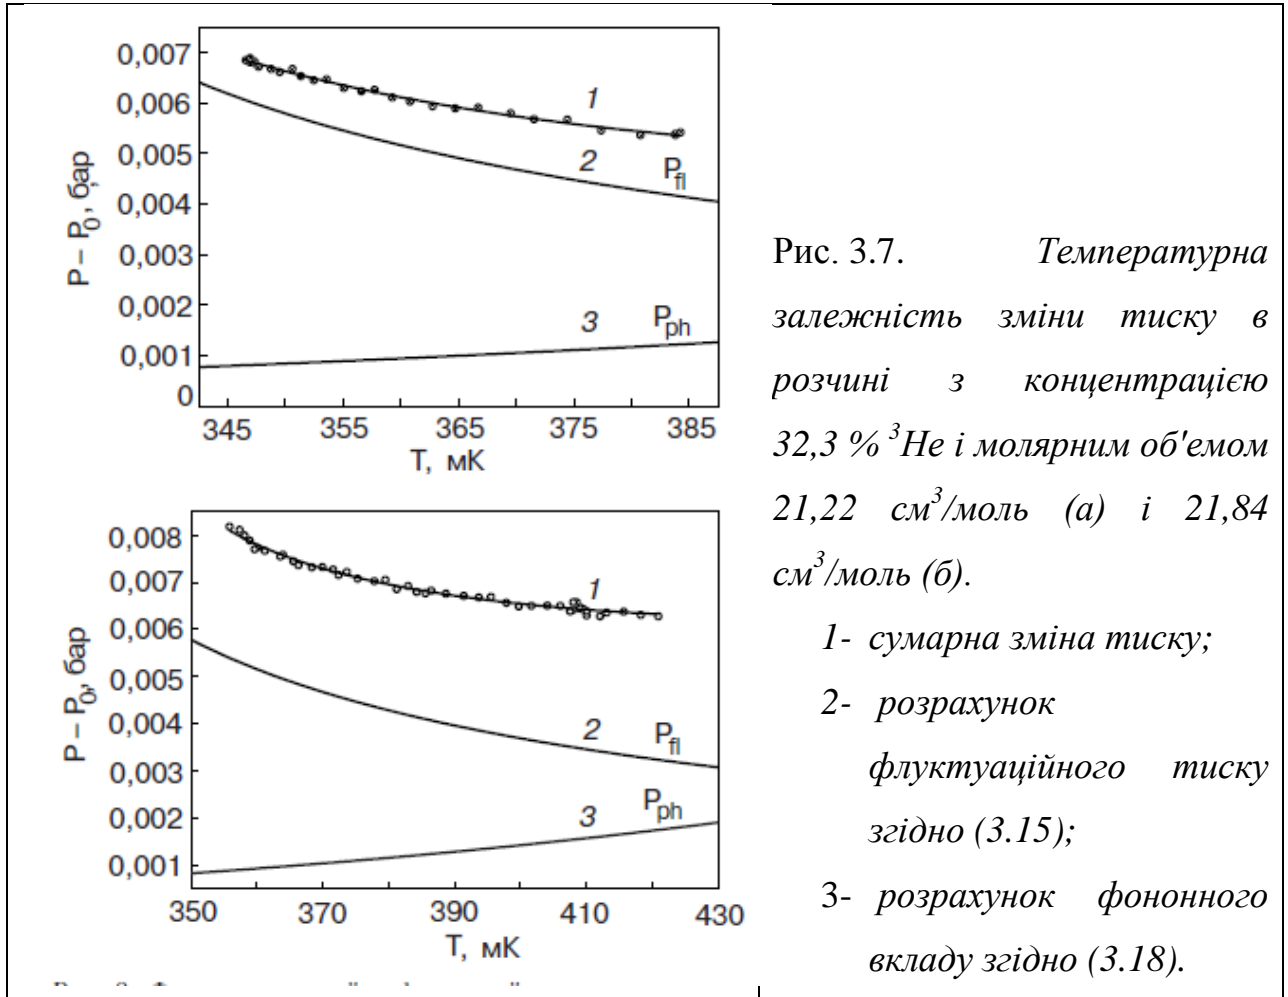 0,007
0,006
0,005
0,004
0,003
0,002
0,001
0
P – P0, бар
1
2
Pfl
3
Pph
345 355 365 375 385
T, мК
0,008
0,007
0,006
0,005
0,004
0,003
0,002
0,001
P – P0, бар
1
2
Pfl
3
Pph
350 370 390 410 430
T, мК
Рис. 3.7. Температурна
залежність зміни тиску в
розчині з концентрацією
32,3 % ³Не і молярним об'емом
21,22 см³/моль (а) і 21,84
см³/моль (б).
1- сумарна зміна тиску;
2- розрахунок
флуктуаційного тиску
згідно (3.15);
3- розрахунок фононного
вкладу згідно (3.18).